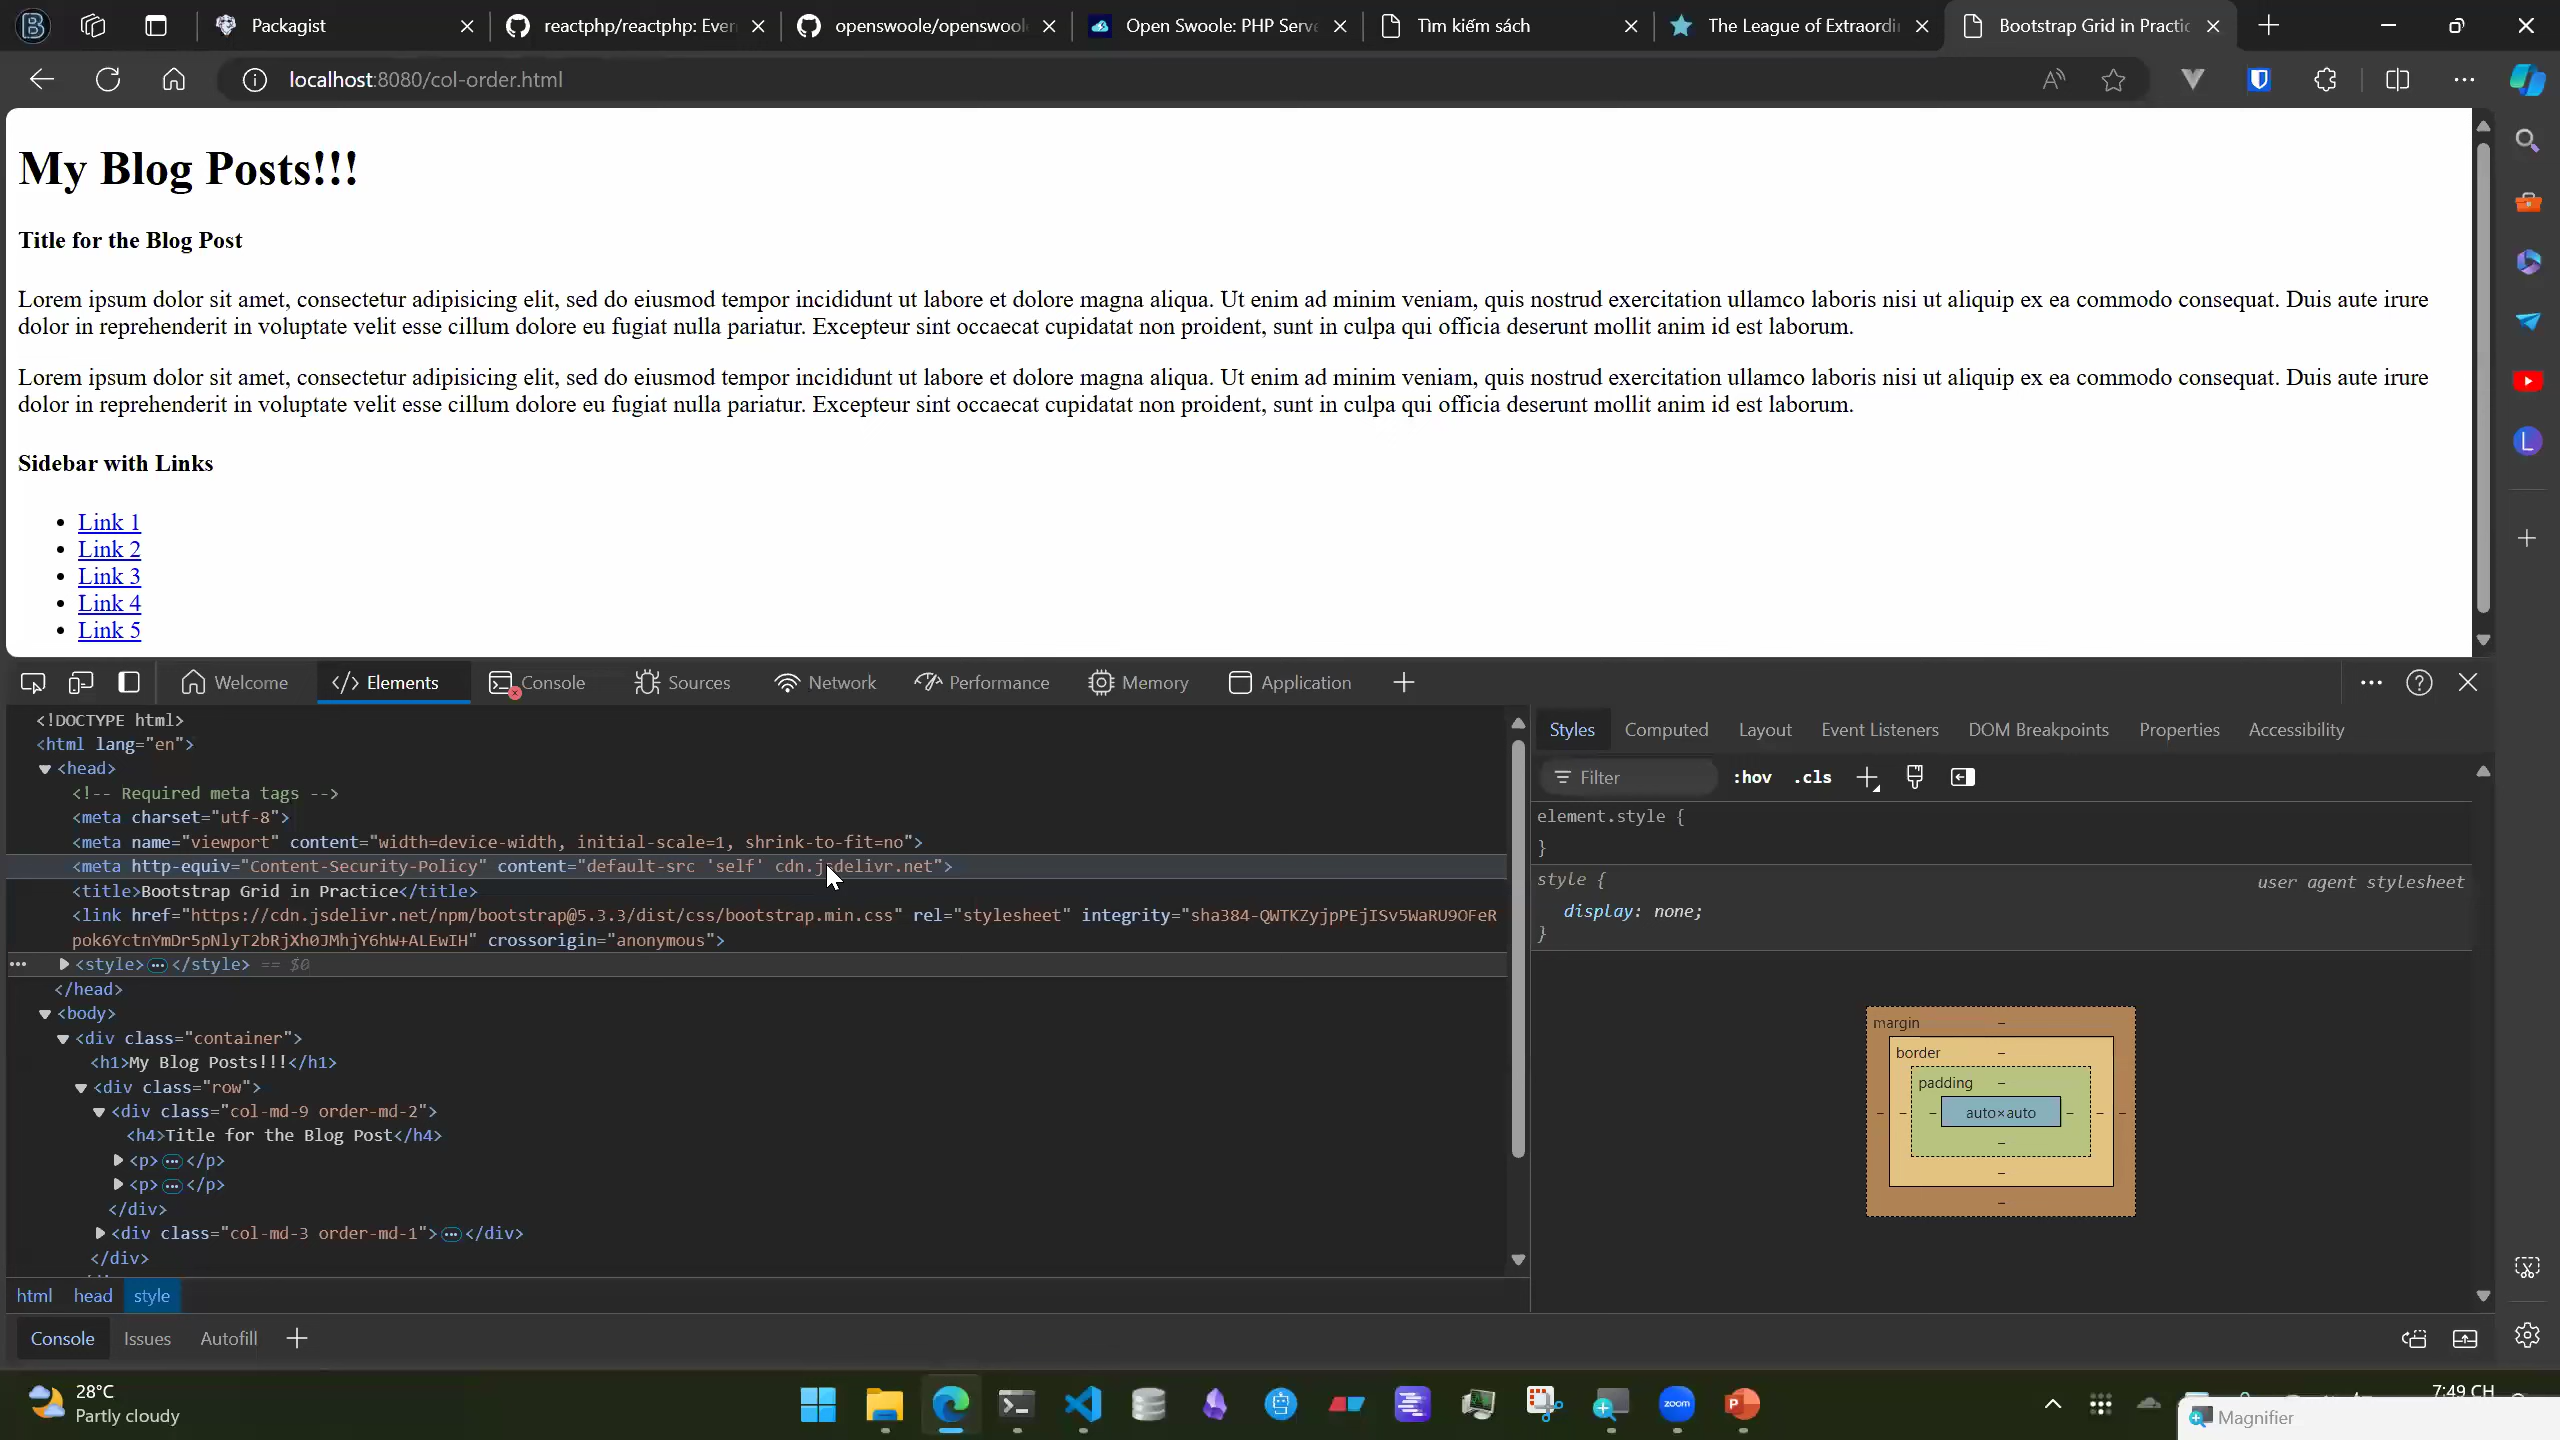 Packagist
reactphp/reactphp: Ever
openswoole/openswool
Open Swoole: PHP Serve
Tìm kiếm sách
The League of Extraordi
Bootstrap Grid in Practic
localhost:8080/col-order.html
My Blog Posts!!!
Title for the Blog Post
Lorem ipsum dolor sit amet, consectetur adipisicing elit, sed do eiusmod tempor incididunt ut labore et dolore magna aliqua. Ut enim ad minim veniam, quis nostrud exercitation ullamco laboris nisi ut aliquip ex ea commodo consequat. Duis aute irure
dolor in reprehenderit in voluptate velit esse cillum dolore eu fugiat nulla pariatur. Excepteur sint occaecat cupidatat non proident, sunt in culpa qui officia deserunt mollit anim id est laborum.
Lorem ipsum dolor sit amet, consectetur adipisicing elit, sed do eiusmod tempor incididunt ut labore et dolore magna aliqua. Ut enim ad minim veniam, quis nostrud exercitation ullamco laboris nisi ut aliquip ex ea commodo consequat. Duis aute irure
dolor in reprehenderit in voluptate velit esse cillum dolore eu fugiat nulla pariatur. Excepteur sint occaecat cupidatat non proident, sunt in culpa qui officia deserunt mollit anim id est laborum.
Sidebar with Links
• Link 1
• Link 2
• Link 3
• Link 4
• Link 5
Welcome
</> Elements
Console
Sources
Network
Performance
Memory
Application
<!DOCTYPE html>
<html lang="en">
<head>
<!-- Required meta tags -->
<meta charset="utf-8">
<meta name="viewport" content="width=device-width, initial-scale=1, shrink-to-fit=no">
<meta http-equiv="Content-Security-Policy" content="default-src 'self' cdn.jsdelivr.net">
<title>Bootstrap Grid in Practice</title>
<link href="https://cdn.jsdelivr.net/npm/bootstrap@5.3.3/dist/css/bootstrap.min.css" rel="stylesheet" integrity="sha384-QWTKZyjpPEjISv5WaRU9OFeR
pok6YctnYmDr5pNlyT2bRjXh0JMhjY6hW+ALEwIH" crossorigin="anonymous">
<style>…</style> == $0
</head>
<body>
<div class="container">
<h1>My Blog Posts!!!</h1>
<div class="row">
<div class="col-md-9 order-md-2">
<h4>Title for the Blog Post</h4>
<p>…</p>
<p>…</p>
</div>
<div class="col-md-3 order-md-1">…</div>
</div>
html head style
Styles
Computed
Layout
Event Listeners
DOM Breakpoints
Properties
Accessibility
Filter
:hov .cls
element.style {
}
style {
user agent stylesheet
display: none;
}
margin –
border –
padding –
– – – auto×auto – – –
–
–
–
Console
Issues
Autofill
28°C
Partly cloudy
zoom
7:49 CH
Magnifier